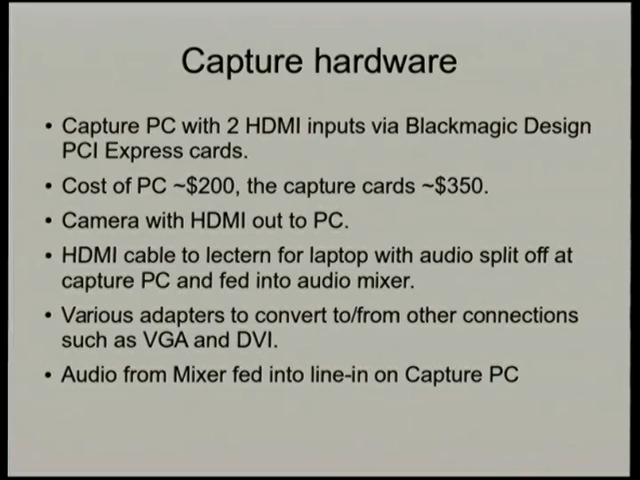 Capture hardware
• Capture PC with 2 HDMI inputs via Blackmagic Design
PCI Express cards.
• Cost of PC ~$200, the capture cards ~$350.
• Camera with HDMI out to PC.
• HDMI cable to lectern for laptop with audio split off at
capture PC and fed into audio mixer.
• Various adapters to convert to/from other connections
such as VGA and DVI.
• Audio from Mixer fed into line-in on Capture PC